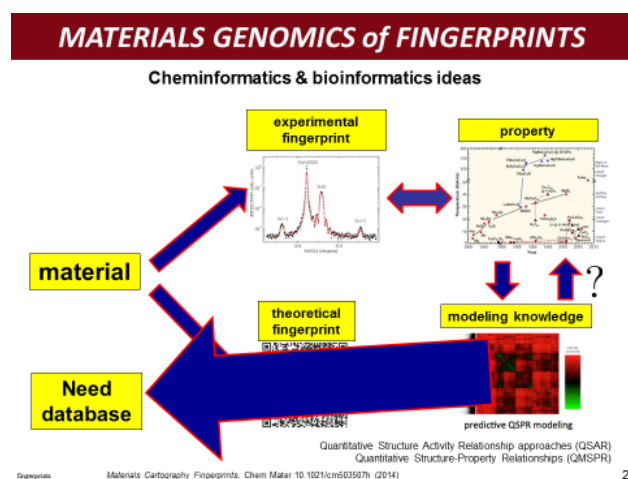 MATERIALS GENOMICS of FINGERPRINTS
Cheminformatics & bioinformatics ideas
experimental
fingerprint
property
material
theoretical
fingerprint
modeling knowledge
?
Need
database
predictive QSPR modeling
Quantitative Structure Activity Relationship approaches (QSAR)
Quantitative Structure-Property Relationships (QMSPR)
fingerprints
Materials Cartography Fingerprints, Chem Mater 10.1021/cm503507h (2014)
2